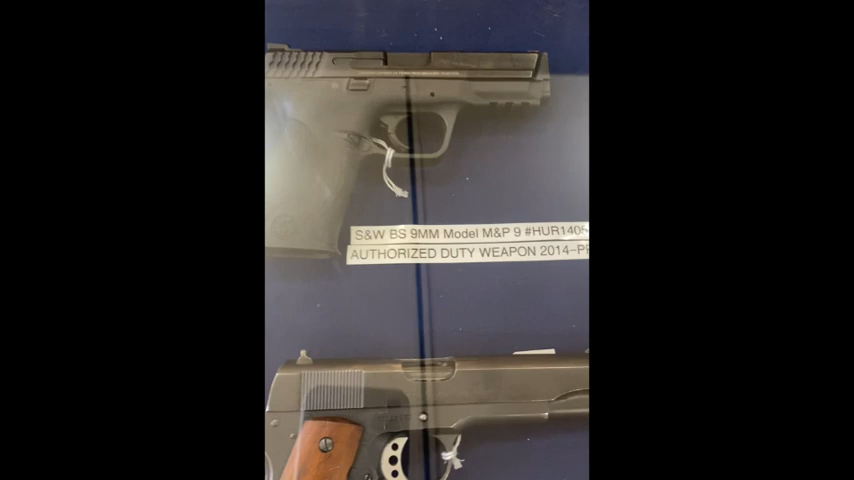 S&W BS 9MM Model M&P 9 #HUR140
AUTHORIZED DUTY WEAPON 2014-P